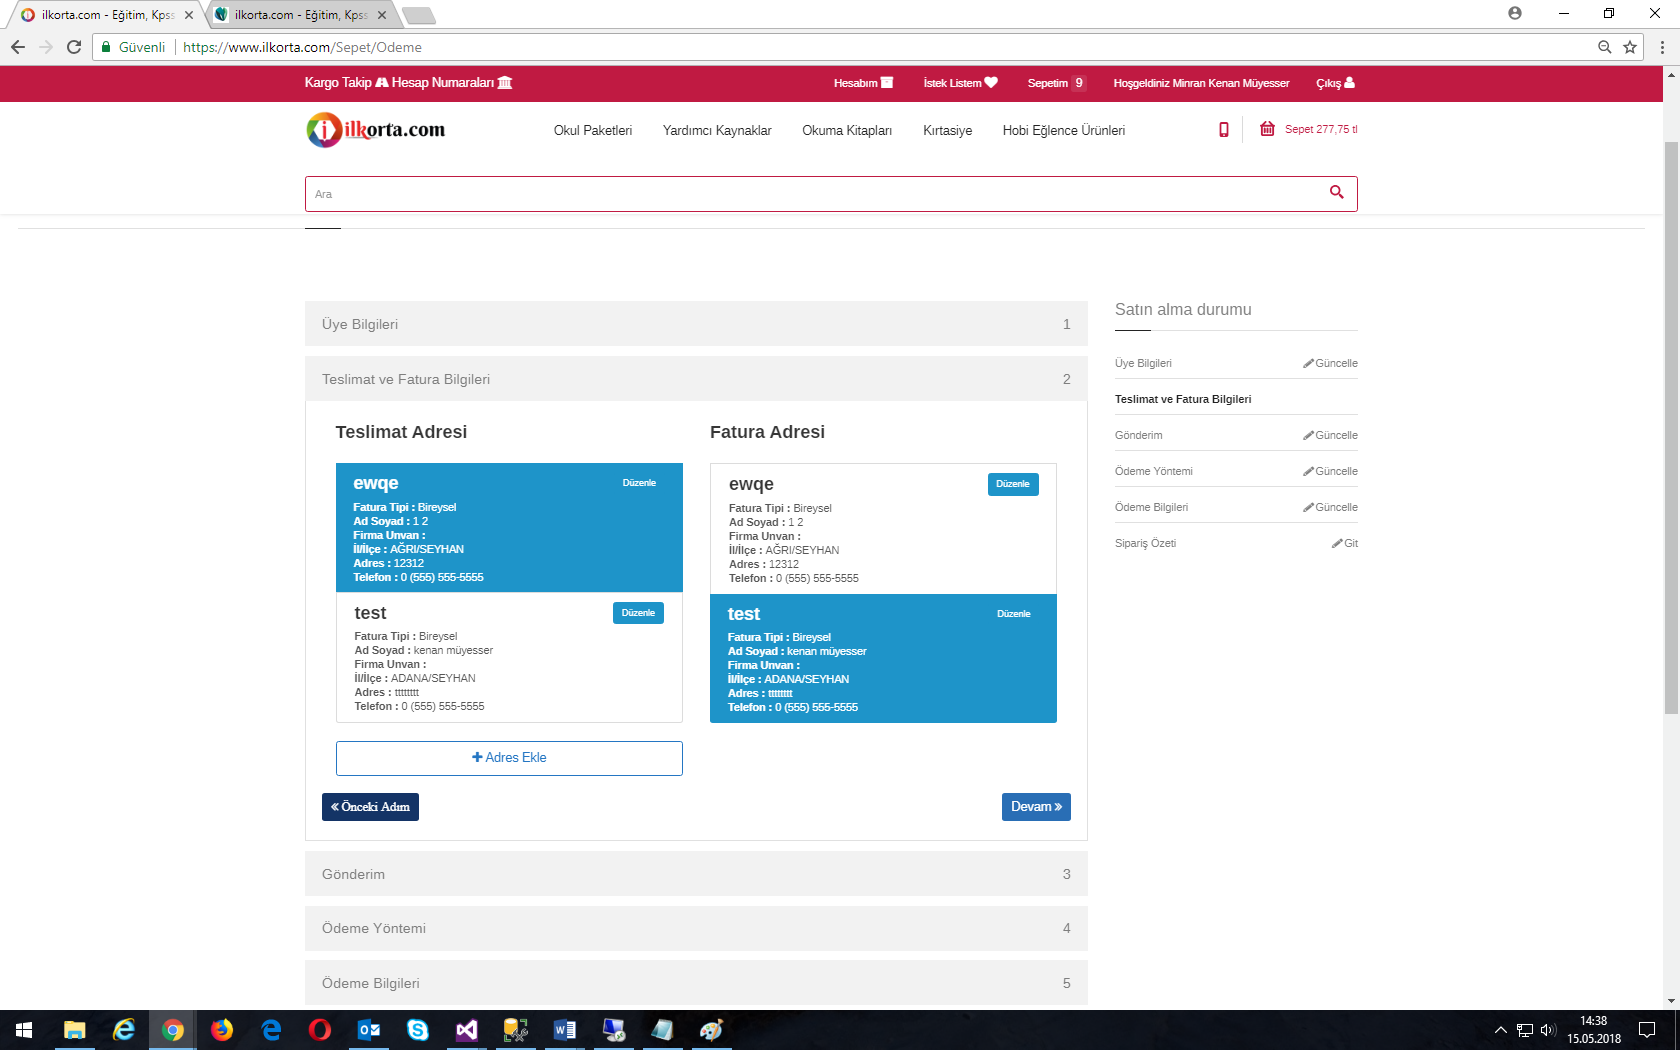 ilkorta.com - Eğitim, Kpss
ilkorta.com - Eğitim, Kpss
Güvenli
https://www.ilkorta.com/Sepet/Odeme
Kargo Takip Hesap Numaraları
Hesabım
İstek Listem
Sepetim 9
Hoşgeldiniz Minran Kenan Müyesser
Çıkış
ilkorta.com
Okul Paketleri
Yardımcı Kaynaklar
Okuma Kitapları
Kırtasiye
Hobi Eğlence Ürünleri
Sepet 277,75 tl
Ara
Üye Bilgileri 1
Teslimat ve Fatura Bilgileri 2
Teslimat Adresi
ewqe Düzenle
Fatura Tipi : Bireysel
Ad Soyad : 1 2
Firma Unvan :
İl/İlçe : AĞRI/SEYHAN
Adres : 12312
Telefon : 0 (555) 555-5555
test Düzenle
Fatura Tipi : Bireysel
Ad Soyad : kenan müyesser
Firma Unvan :
İl/İlçe : ADANA/SEYHAN
Adres : tttttttt
Telefon : 0 (555) 555-5555
Adres Ekle
Fatura Adresi
ewqe Düzenle
Fatura Tipi : Bireysel
Ad Soyad : 1 2
Firma Unvan :
İl/İlçe : AĞRI/SEYHAN
Adres : 12312
Telefon : 0 (555) 555-5555
test Düzenle
Fatura Tipi : Bireysel
Ad Soyad : kenan müyesser
Firma Unvan :
İl/İlçe : ADANA/SEYHAN
Adres : tttttttt
Telefon : 0 (555) 555-5555
« Önceki Adım
Devam »
Gönderim 3
Ödeme Yöntemi 4
Ödeme Bilgileri 5
Satın alma durumu
Üye Bilgileri Güncelle
Teslimat ve Fatura Bilgileri
Gönderim Güncelle
Ödeme Yöntemi Güncelle
Ödeme Bilgileri Güncelle
Sipariş Özeti Git
14:38
15.05.2018